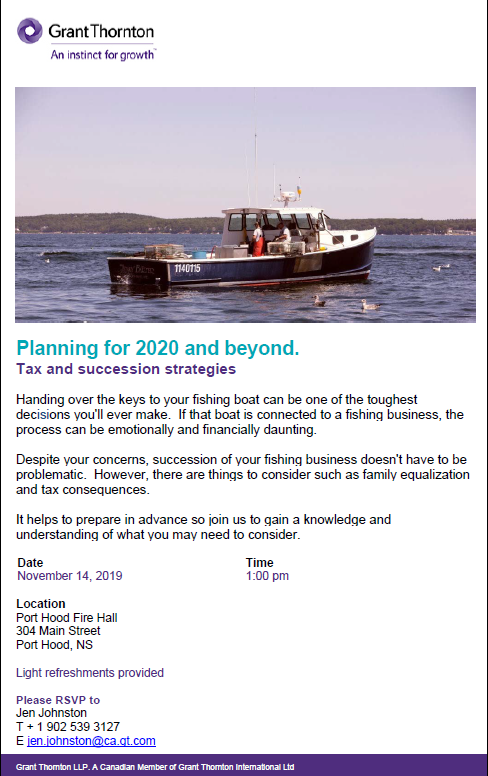 Grant Thornton
An instinct for growth™
1140115
Planning for 2020 and beyond.
Tax and succession strategies
Handing over the keys to your fishing boat can be one of the toughest
decisions you'll ever make.  If that boat is connected to a fishing business, the
process can be emotionally and financially daunting.
Despite your concerns, succession of your fishing business doesn't have to be
problematic.  However, there are things to consider such as family equalization
and tax consequences.
It helps to prepare in advance so join us to gain a knowledge and
understanding of what you may need to consider.
Date
November 14, 2019
Time
1:00 pm
Location
Port Hood Fire Hall
304 Main Street
Port Hood, NS
Light refreshments provided
Please RSVP to
Jen Johnston
T + 1 902 539 3127
E jen.johnston@ca.gt.com
Grant Thornton LLP. A Canadian Member of Grant Thornton International Ltd